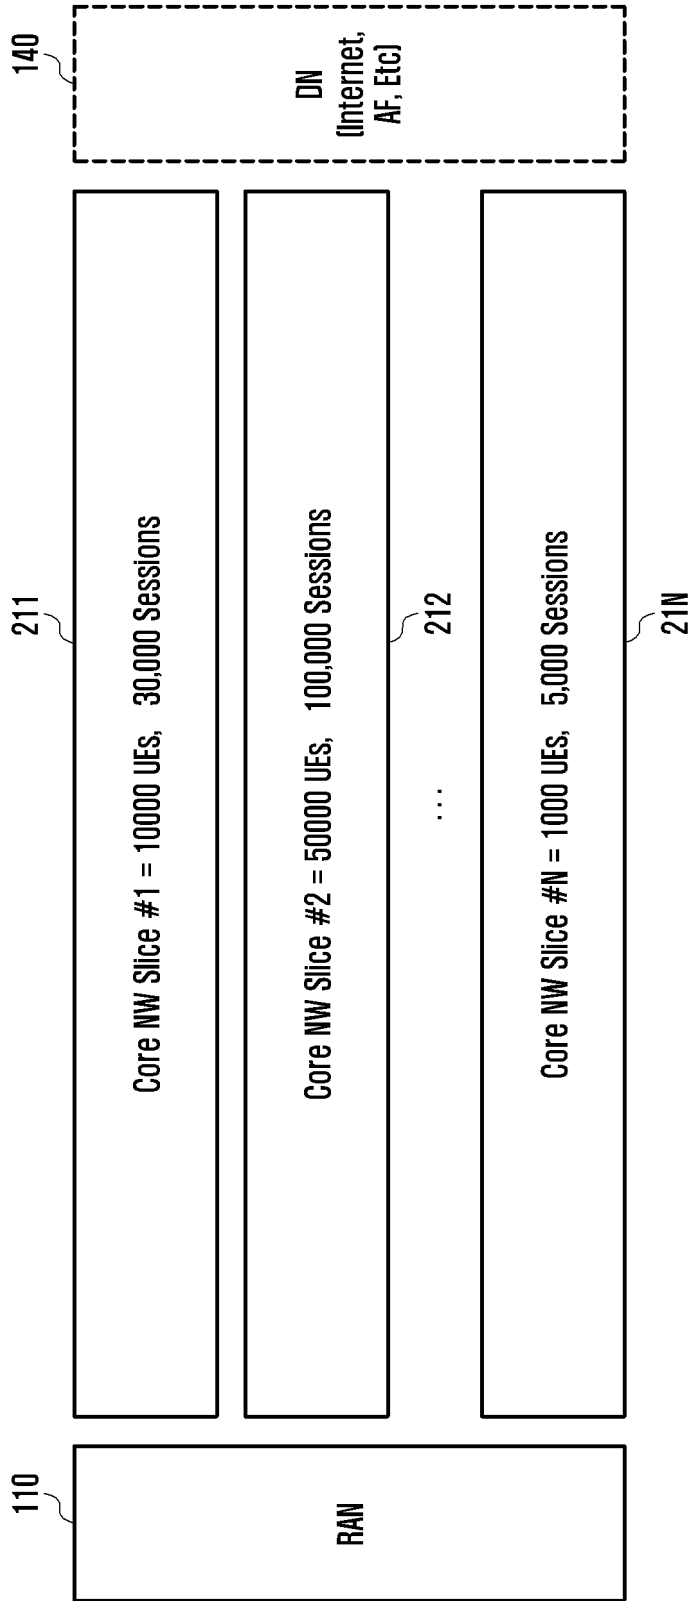 110
RAN
211
Core NW Slice #1 = 10000 UEs, 30,000 Sessions
Core NW Slice #2 = 50000 UEs, 100,000 Sessions
212
...
Core NW Slice #N = 1000 UEs, 5,000 Sessions
21N
140
DN
(Internet,
AF, Etc)